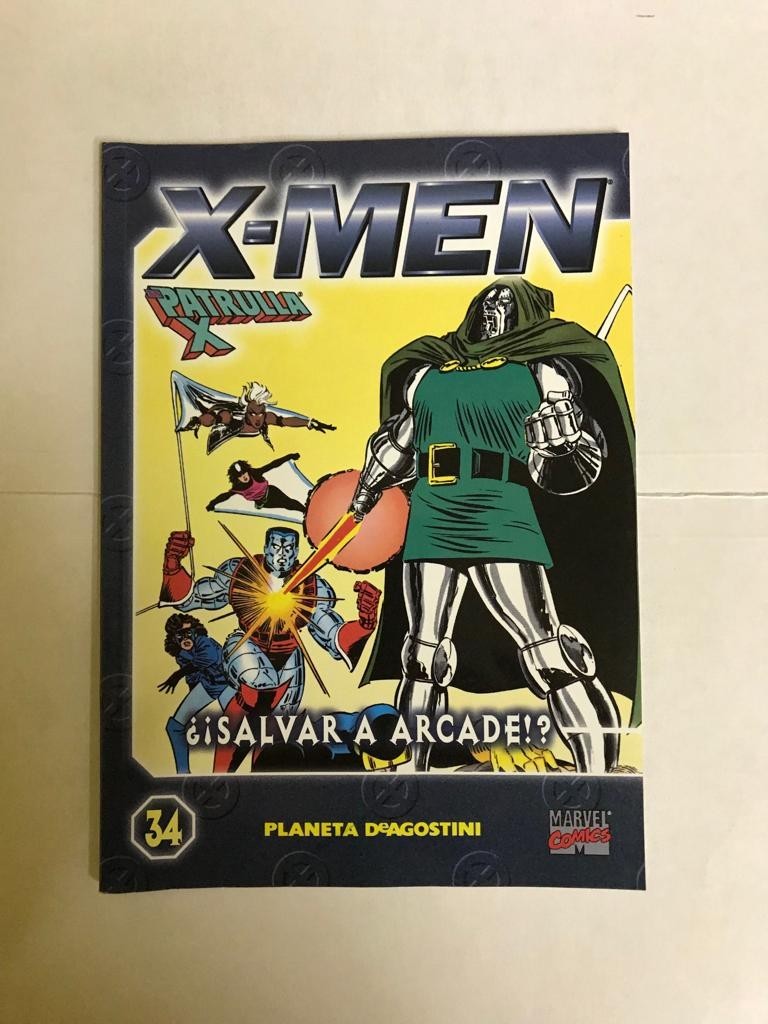 X-MEN
PATRULLA
X
¿¡SALVAR A ARCADE!?
34
PLANETA DeAGOSTINI
MARVEL
COMICS
M